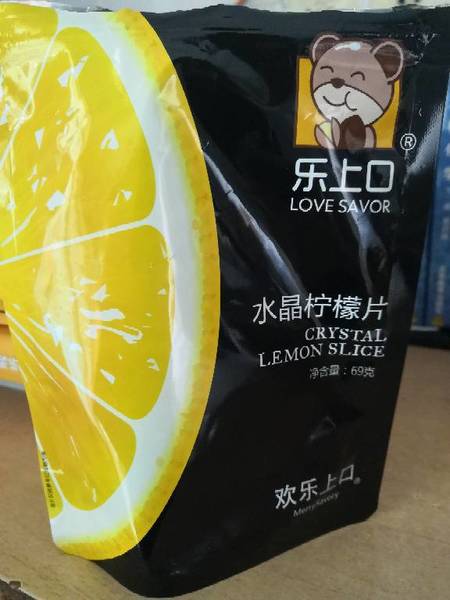 ®
乐上口
LOVE SAVOR
水晶柠檬片
CRYSTAL
LEMON SLICE
净含量：69克
欢乐上口®
MerrySavory